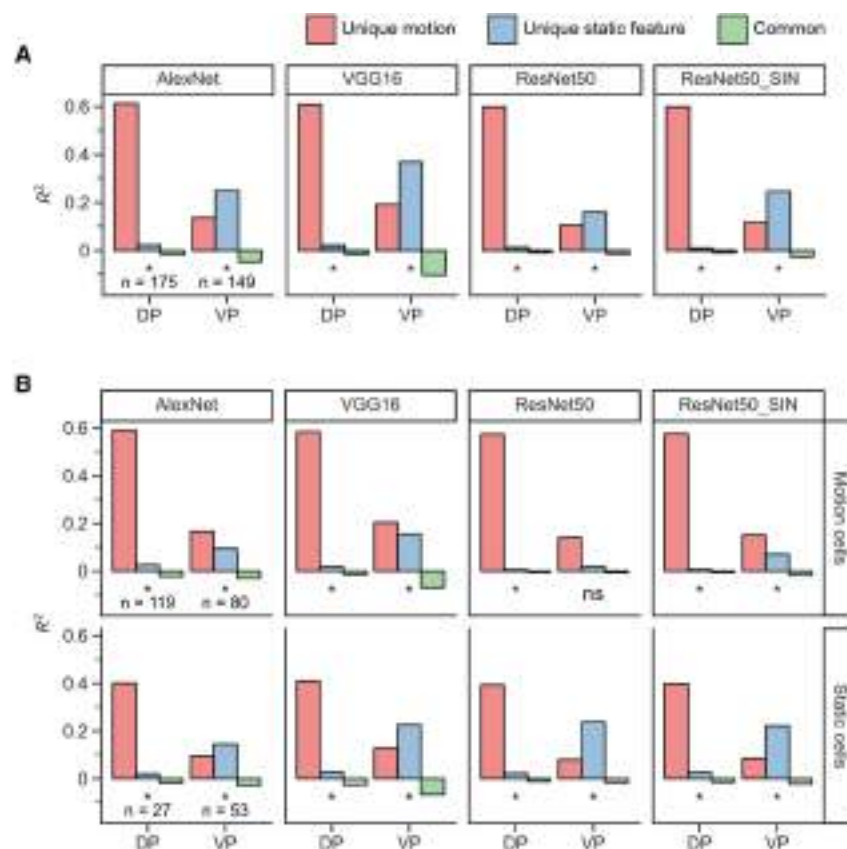 Unique motion Unique static feature Common
A
AlexNet VGG16 ResNet50 ResNet50_SIN
0.6
0.4
R²
0.2
0
* * * * * * * *
n = 175 n = 149
DP VP DP VP DP VP DP VP
B
AlexNet VGG16 ResNet50 ResNet50_SIN
0.6
0.4
0.2
0
Motion cells
* * * * * ns * *
n = 119 n = 80
R²
0.6
0.4
0.2
0
Static cells
* * * * * * * *
n = 27 n = 53
DP VP DP VP DP VP DP VP